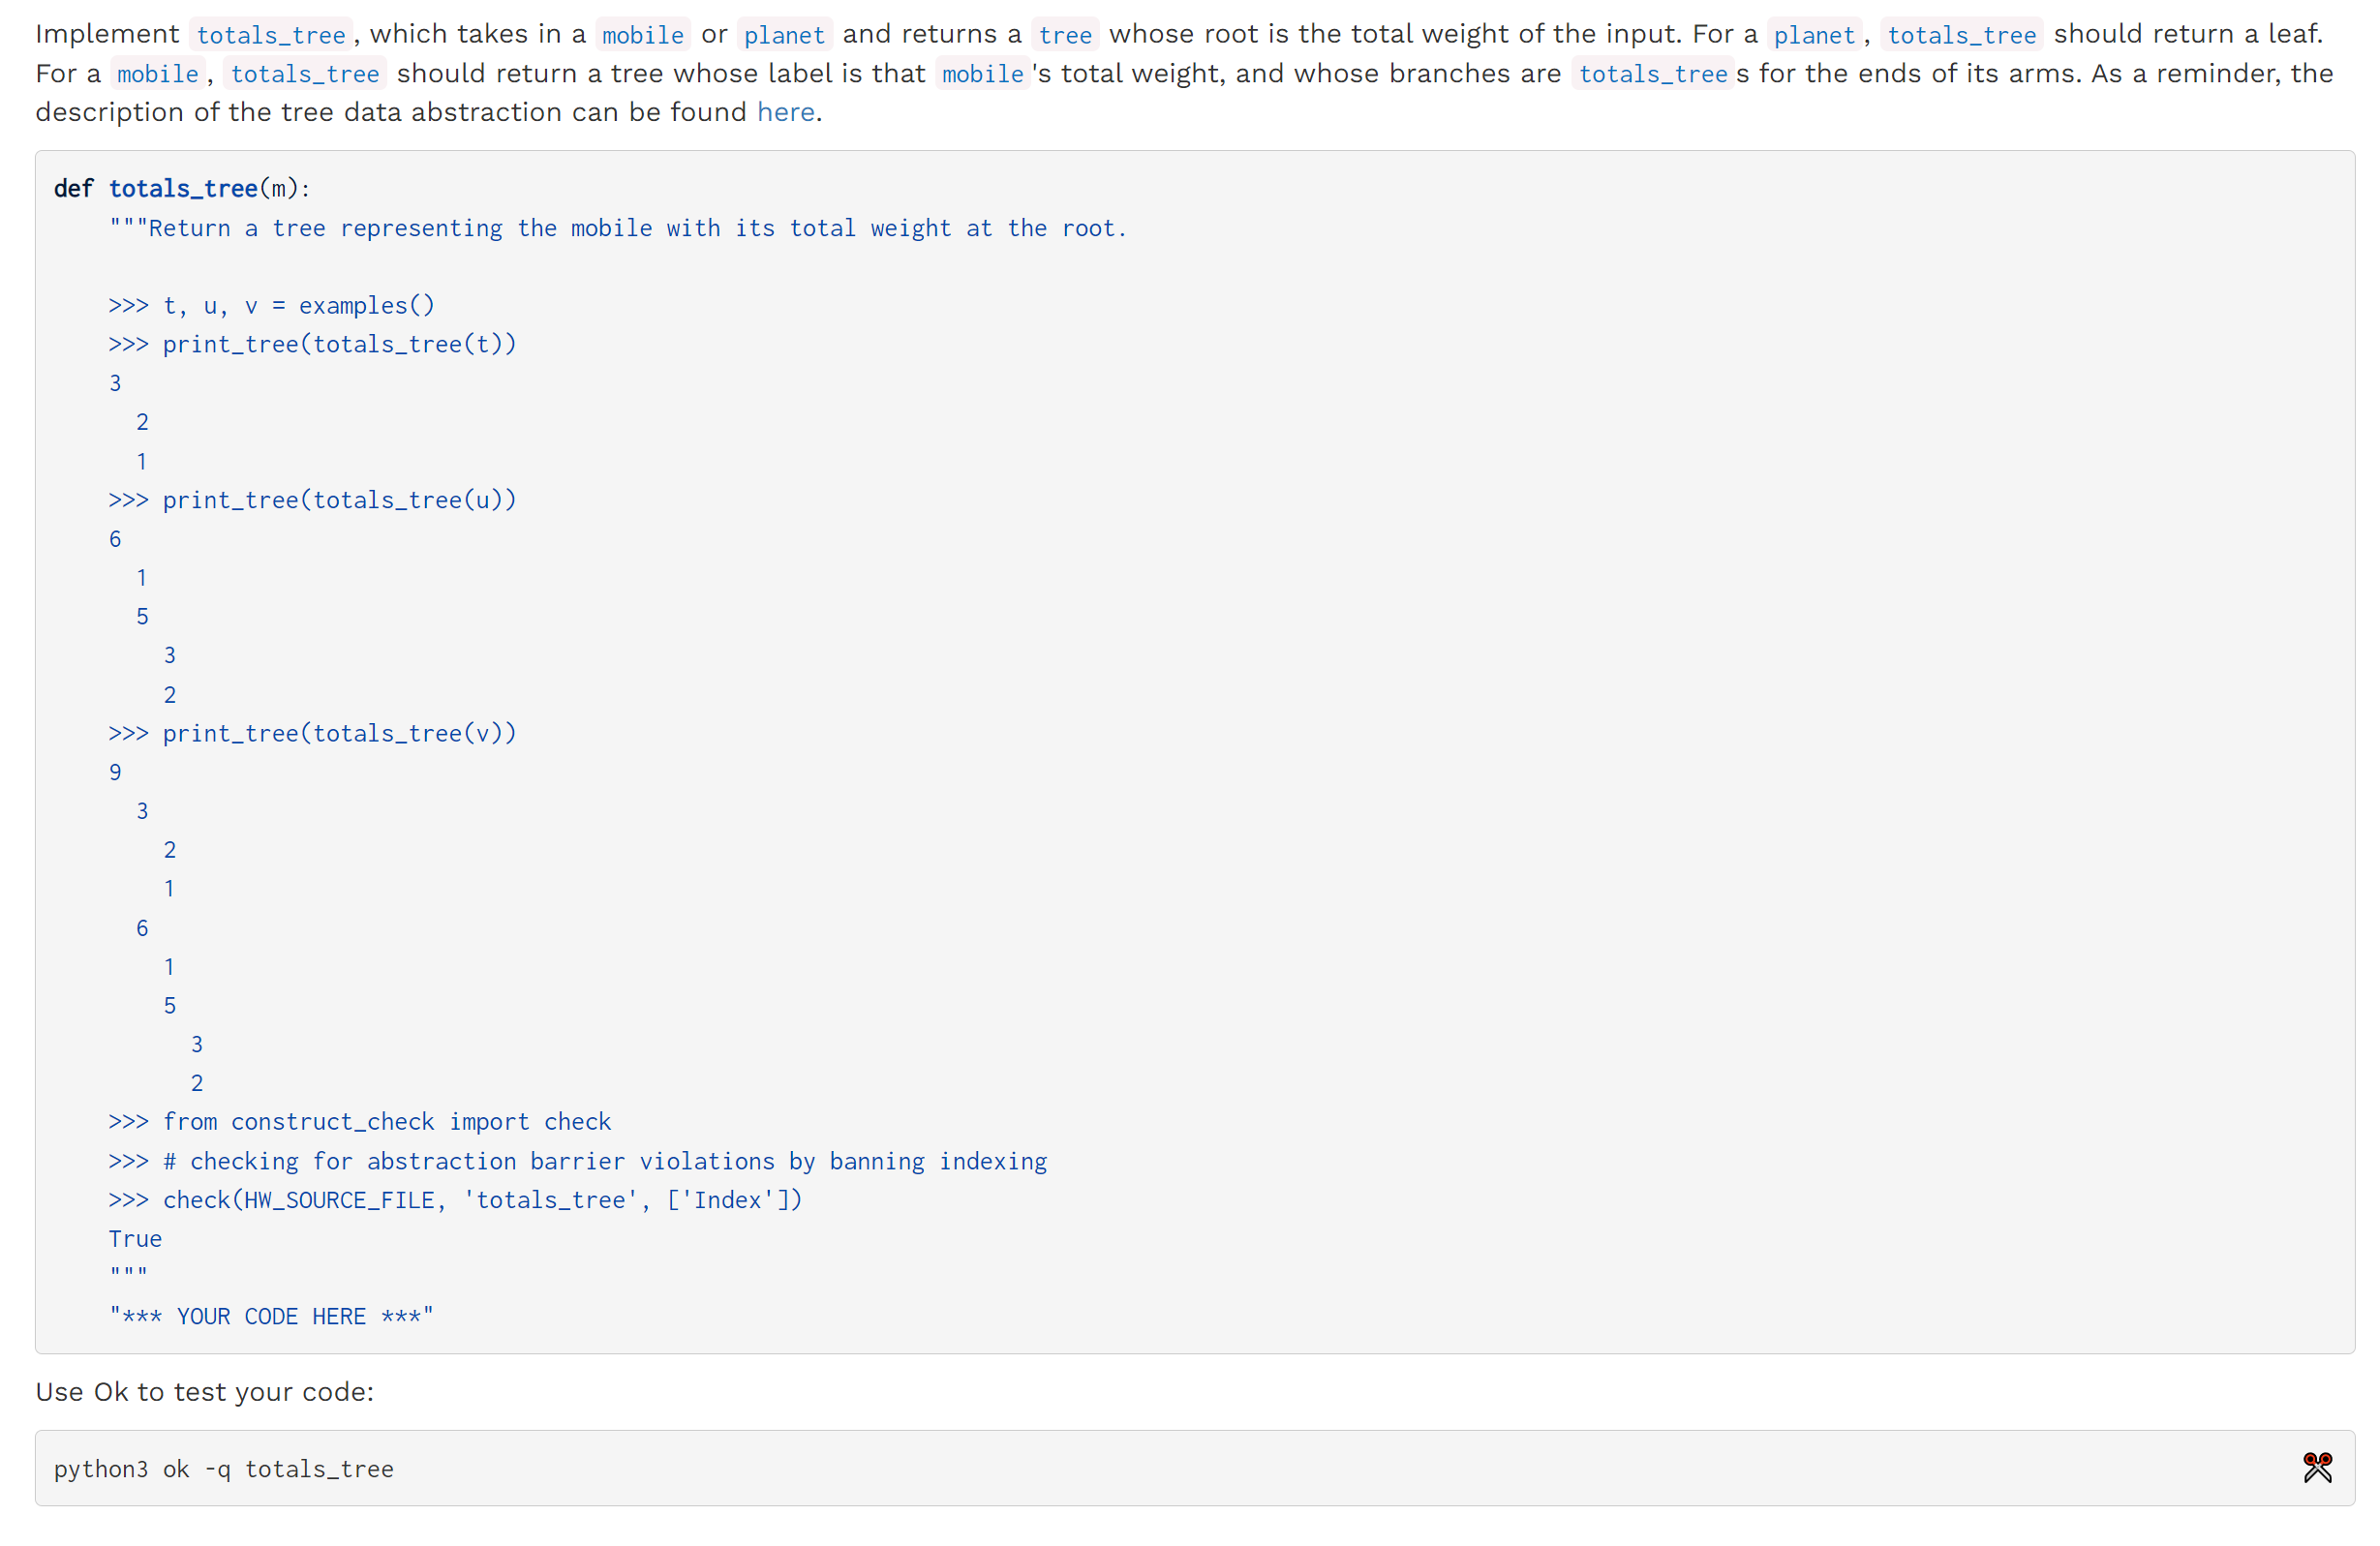 Implement totals_tree, which takes in a mobile or planet and returns a tree whose root is the total weight of the input. For a planet, totals_tree should return a leaf.
For a mobile, totals_tree should return a tree whose label is that mobile's total weight, and whose branches are totals_trees for the ends of its arms. As a reminder, the
description of the tree data abstraction can be found here.
def totals_tree(m):
    """Return a tree representing the mobile with its total weight at the root.

    >>> t, u, v = examples()
    >>> print_tree(totals_tree(t))
    3
      2
      1
    >>> print_tree(totals_tree(u))
    6
      1
      5
        3
        2
    >>> print_tree(totals_tree(v))
    9
      3
        2
        1
      6
        1
        5
          3
          2
    >>> from construct_check import check
    >>> # checking for abstraction barrier violations by banning indexing
    >>> check(HW_SOURCE_FILE, 'totals_tree', ['Index'])
    True
    """
    "*** YOUR CODE HERE ***"
Use Ok to test your code:
python3 ok -q totals_tree